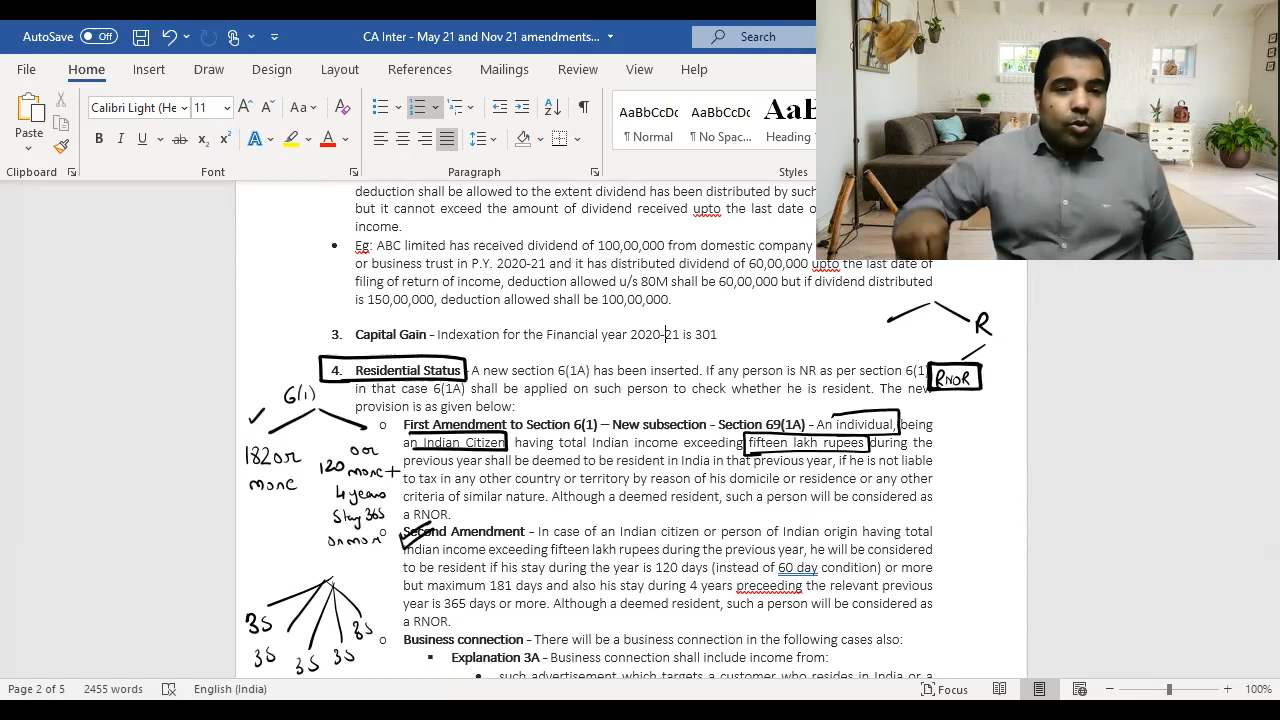 AutoSave Off
CA Inter - May 21 and Nov 21 amendments...
Search
File Home Insert Draw Design Layout References Mailings Review View Help
Calibri Light (He 11
AaBbCcDc AaBbCcDc AaB
Paste
¶ Normal ¶ No Spac... Heading
Clipboard Font Paragraph Styles
deduction shall be allowed to the extent dividend has been distributed by such
but it cannot exceed the amount of dividend received upto the last date o
income.
• Eg: ABC limited has received dividend of 100,00,000 from domestic company
or business trust in P.Y. 2020-21 and it has distributed dividend of 60,00,000 upto the last date of
filing of return of income, deduction allowed u/s 80M shall be 60,00,000 but if dividend distributed
is 150,00,000, deduction allowed shall be 100,00,000.
3. Capital Gain - Indexation for the Financial year 2020-21 is 301
R
4. Residential Status A new section 6(1A) has been inserted. If any person is NR as per section 6(1)
RNOR
in that case 6(1A) shall be applied on such person to check whether he is resident. The new
provision is as given below:
6(1)
o First Amendment to Section 6(1) – New subsection - Section 69(1A) - An individual, being
an Indian Citizen having total Indian income exceeding fifteen lakh rupees during the
previous year shall be deemed to be resident in India in that previous year, if he is not liable
to tax in any other country or territory by reason of his domicile or residence or any other
criteria of similar nature. Although a deemed resident, such a person will be considered as
a RNOR.
182 or
more
or
120
more +
4 years
Stay 365
or more
o Second Amendment - In case of an Indian citizen or person of Indian origin having total
Indian income exceeding fifteen lakh rupees during the previous year, he will be considered
to be resident if his stay during the year is 120 days (instead of 60 day condition) or more
but maximum 181 days and also his stay during 4 years preceeding the relevant previous
year is 365 days or more. Although a deemed resident, such a person will be considered as
a RNOR.
35
35
35
35
35
o Business connection - There will be a business connection in the following cases also:
▪ Explanation 3A - Business connection shall include income from:
• such advertisement which targets a customer who resides in India or a
Page 2 of 5 2455 words English (India) Focus 100%